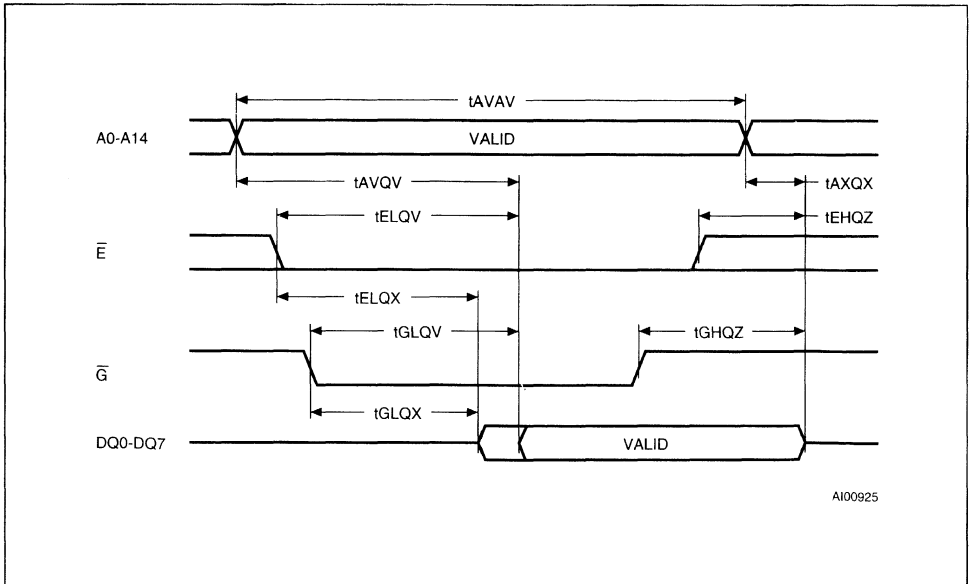 tAVAV
A0-A14
VALID
tAVQV
tAXQX
tELQV
tEHQZ
E̅
tELQX
tGLQV
tGHQZ
G̅
tGLQX
DQ0-DQ7
VALID
AI00925